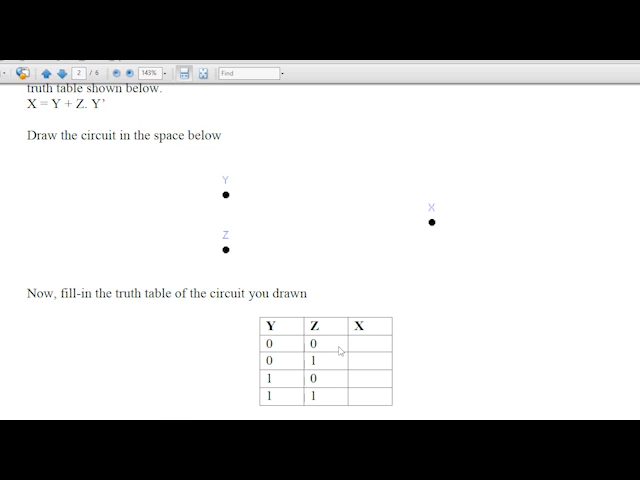 2 / 6 143% Find
truth table shown below.
X = Y + Z. Y’
Draw the circuit in the space below
Y
X
Z
Now, fill-in the truth table of the circuit you drawn
Y Z X
0 0
0 1
1 0
1 1